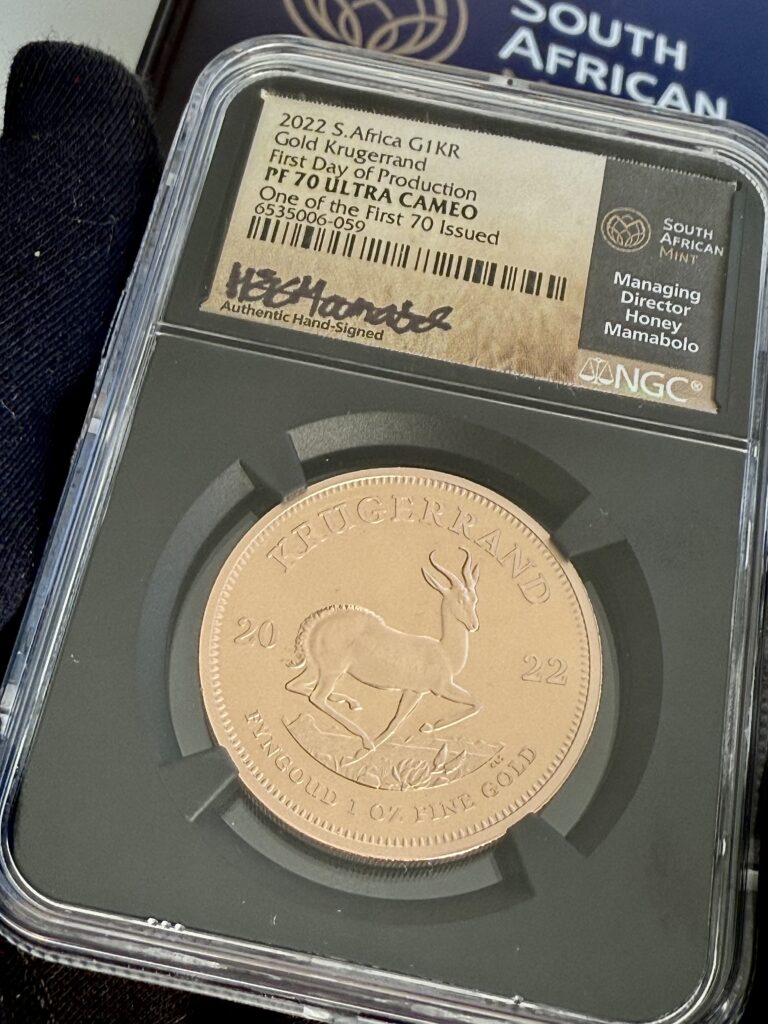 SOUTH
AFRICAN
2022 S.Africa G1KR
Gold Krugerrand
First Day of Production
PF 70 ULTRA CAMEO
One of the First 70 Issued
6535006-059
Authentic Hand-Signed
SOUTH
AFRICAN
MINT
Managing
Director
Honey
Mamabolo
NGC®
KRUGERRAND
20 22
FYNGOUD 1 OZ FINE GOLD